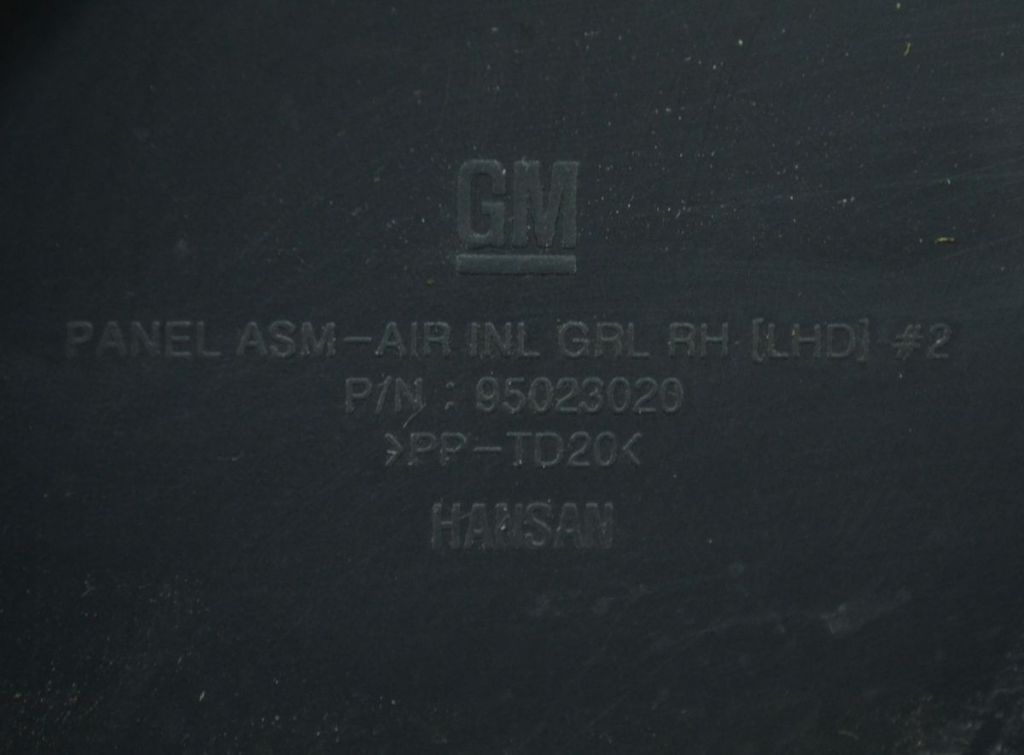 GM
PANEL ASM-AIR INL GRL RH [LHD] #2
P/N : 95023020
>PP-TD20<
HANSAN